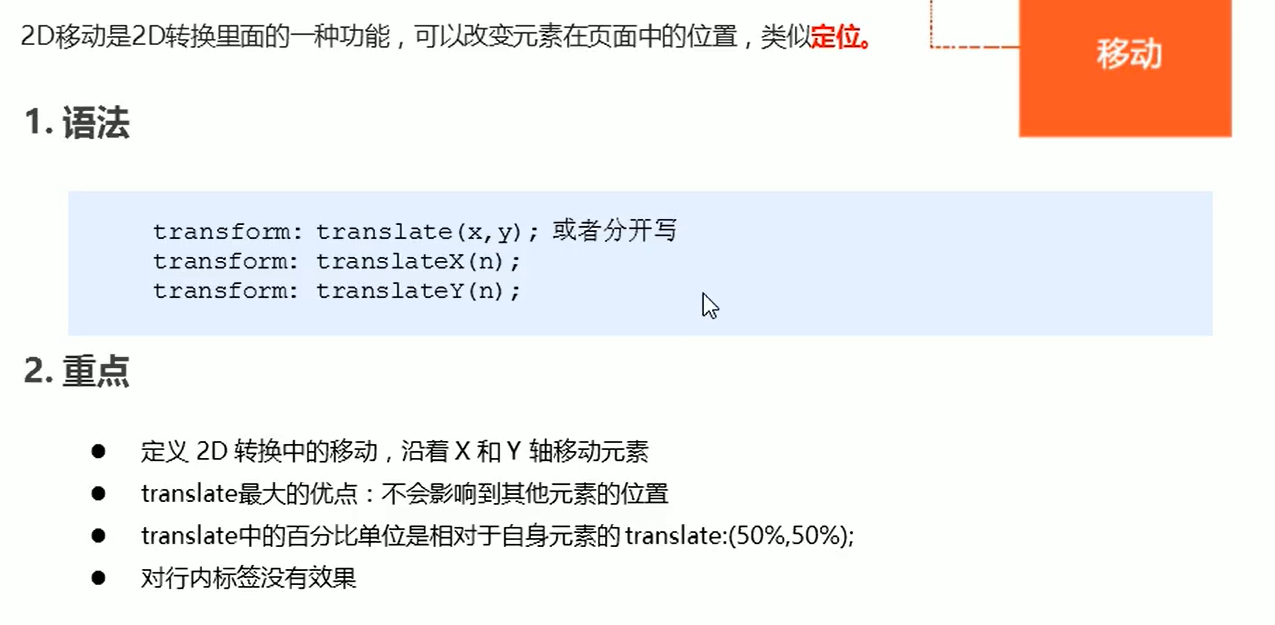 2D移动是2D转换里面的一种功能，可以改变元素在页面中的位置，类似定位。
移动
1. 语法
transform: translate(x,y); 或者分开写
transform: translateX(n);
transform: translateY(n);
2. 重点
● 定义 2D 转换中的移动，沿着 X 和 Y 轴移动元素
● translate最大的优点：不会影响到其他元素的位置
● translate中的百分比单位是相对于自身元素的 translate:(50%,50%);
● 对行内标签没有效果